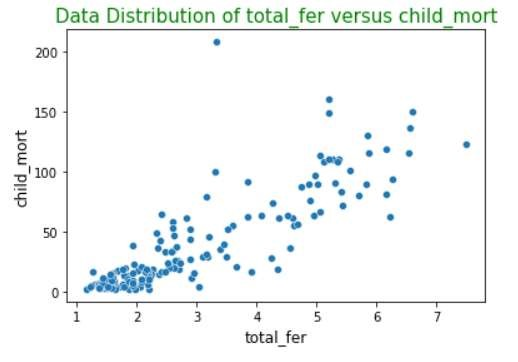 Data Distribution of total_fer versus child_mort
200
150
100
50
0
child_mort
1 2 3 4 5 6 7
total_fer